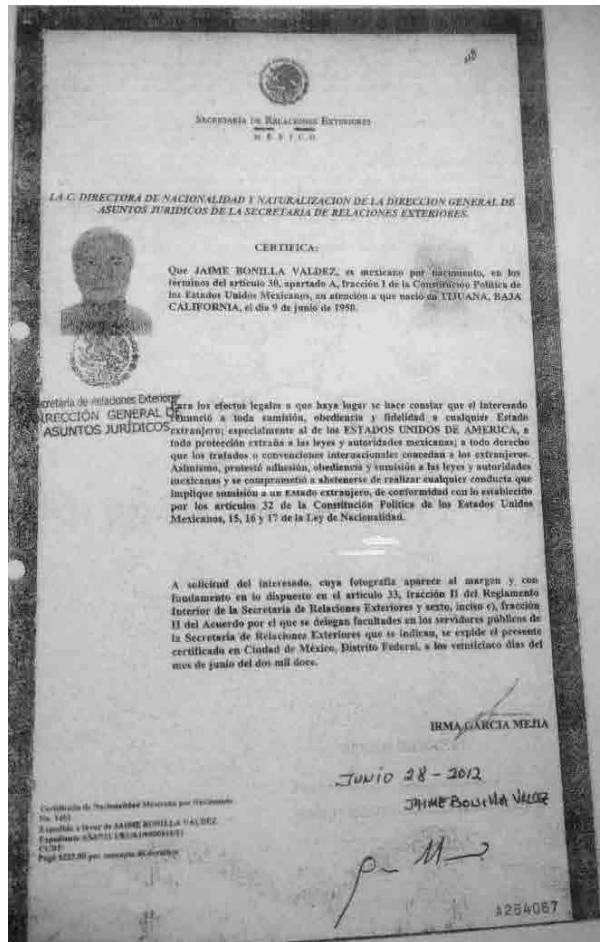 SECRETARÍA DE RELACIONES EXTERIORES
MÉXICO
LA C. DIRECTORA DE NACIONALIDAD Y NATURALIZACION DE LA DIRECCION GENERAL DE
ASUNTOS JURIDICOS DE LA SECRETARIA DE RELACIONES EXTERIORES.
CERTIFICA:
Que JAIME BONILLA VALDEZ, es mexicano por nacimiento, en los
términos del artículo 30, apartado A, fracción I de la Constitución Política de
los Estados Unidos Mexicanos, en atención a que nació en TIJUANA, BAJA
CALIFORNIA, el día 9 de junio de 1950.
Secretaría de Relaciones Exteriores
DIRECCIÓN GENERAL DE
ASUNTOS JURÍDICOS
Para los efectos legales a que haya lugar se hace constar que el interesado
renunció a toda sumisión, obediencia y fidelidad a cualquier Estado
extranjero; especialmente al de los ESTADOS UNIDOS DE AMERICA, a
toda protección extraña a las leyes y autoridades mexicanas; a todo derecho
que los tratados o convenciones internacionales concedan a los extranjeros.
Asimismo, protestó adhesión, obediencia y sumisión a las leyes y autoridades
mexicanas y se comprometió a abstenerse de realizar cualquier conducta que
implique sumisión a un Estado extranjero, de conformidad con lo establecido
por los artículos 32 de la Constitución Política de los Estados Unidos
Mexicanos, 15, 16 y 17 de la Ley de Nacionalidad.
A solicitud del interesado, cuya fotografía aparece al margen y con
fundamento en lo dispuesto en el artículo 33, fracción II del Reglamento
Interior de la Secretaría de Relaciones Exteriores y sexto, inciso c), fracción
II del Acuerdo por el que se delegan facultades en los servidores públicos de
la Secretaría de Relaciones Exteriores que se indican, se expide el presente
certificado en Ciudad de México, Distrito Federal, a los veinticinco días del
mes de junio del dos mil doce.
IRMA GARCIA MEJIA
JUNIO 28-2012
JAIME BONILLA VALDEZ
Certificado de Nacionalidad Mexicana por Nacimiento
No.
Expedido a favor de JAIME BONILLA VALDEZ
Expediente
CURP:
Pagó por concepto de derechos
A254067